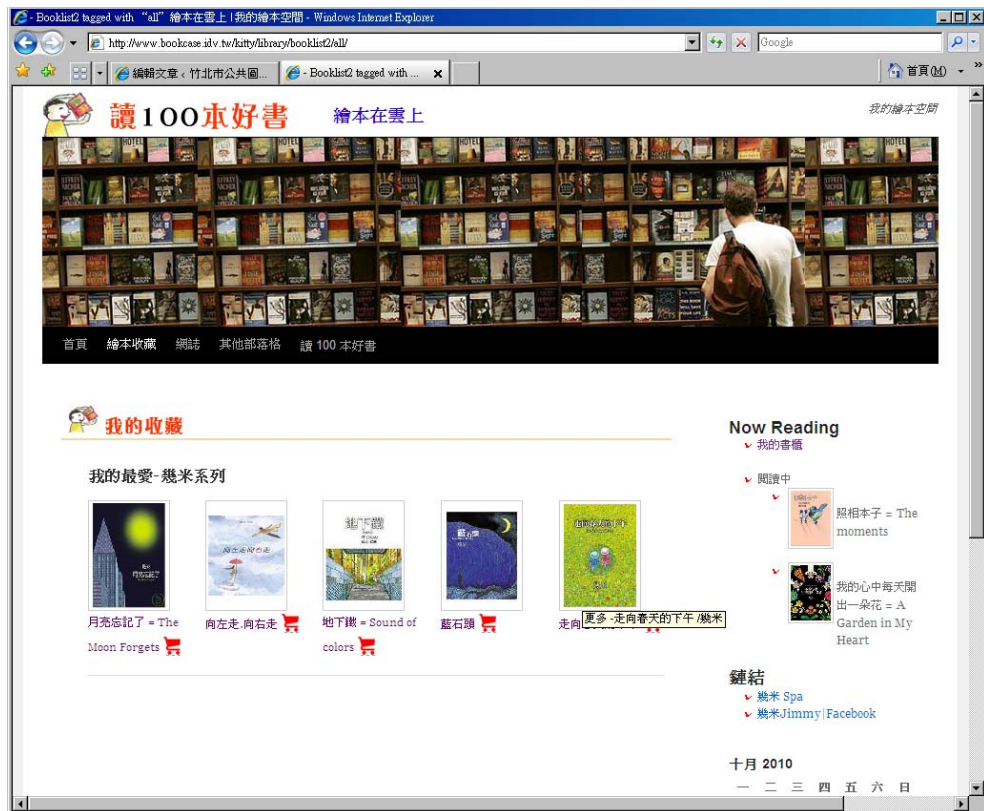 - Booklist2 tagged with “all” 繪本在雲上 | 我的繪本空間 - Windows Internet Explorer
http://www.bookcase.idv.tw/kitty/library/booklist2/all/
Google
編輯文章 ‹ 竹北市公共圖...
- Booklist2 tagged with ...
首頁(M)
讀100本好書
繪本在雲上
我的繪本空間
首頁 繪本收藏 網誌 其他部落格 讀 100 本好書
我的收藏
我的最愛-幾米系列
月亮忘記了 = The
Moon Forgets
向左走.向右走
地下鐵 = Sound of
colors
藍石頭
走向
更多 -走向春天的下午 /幾米
Now Reading
我的書櫃
閱讀中
照相本子 = The
moments
我的心中每天開
出一朵花 = A
Garden in My
Heart
鏈結
幾米 Spa
幾米Jimmy|Facebook
十月 2010
一 二 三 四 五 六 日